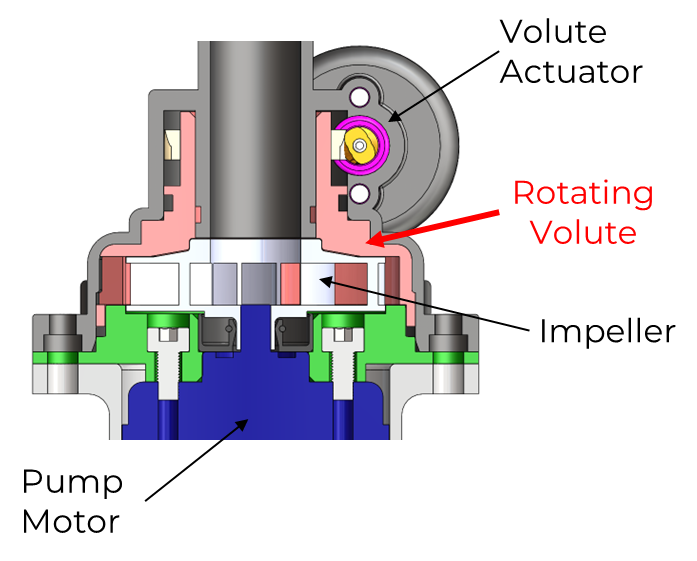 Volute
Actuator
Rotating
Volute
Impeller
Pump
Motor